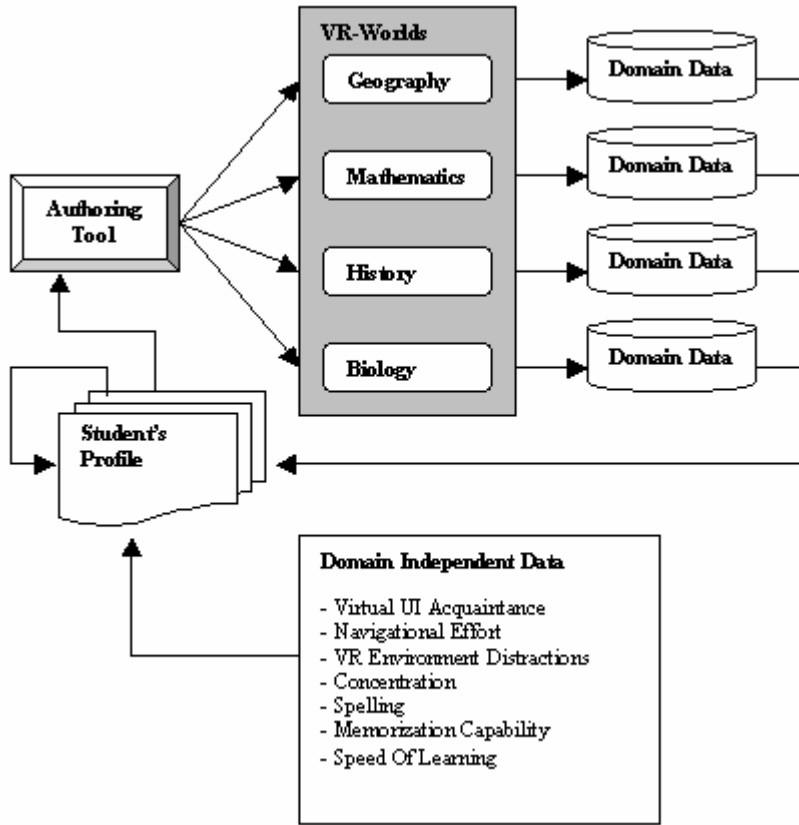 VR-Worlds
Geography
Domain Data
Mathematics
Domain Data
Authoring
Tool
History
Domain Data
Biology
Domain Data
Student's
Profile
Domain Independent Data
- Virtual UI Acquaintance
- Navigational Effort
- VR Environment Distractions
- Concentration
- Spelling
- Memorization Capability
- Speed Of Learning